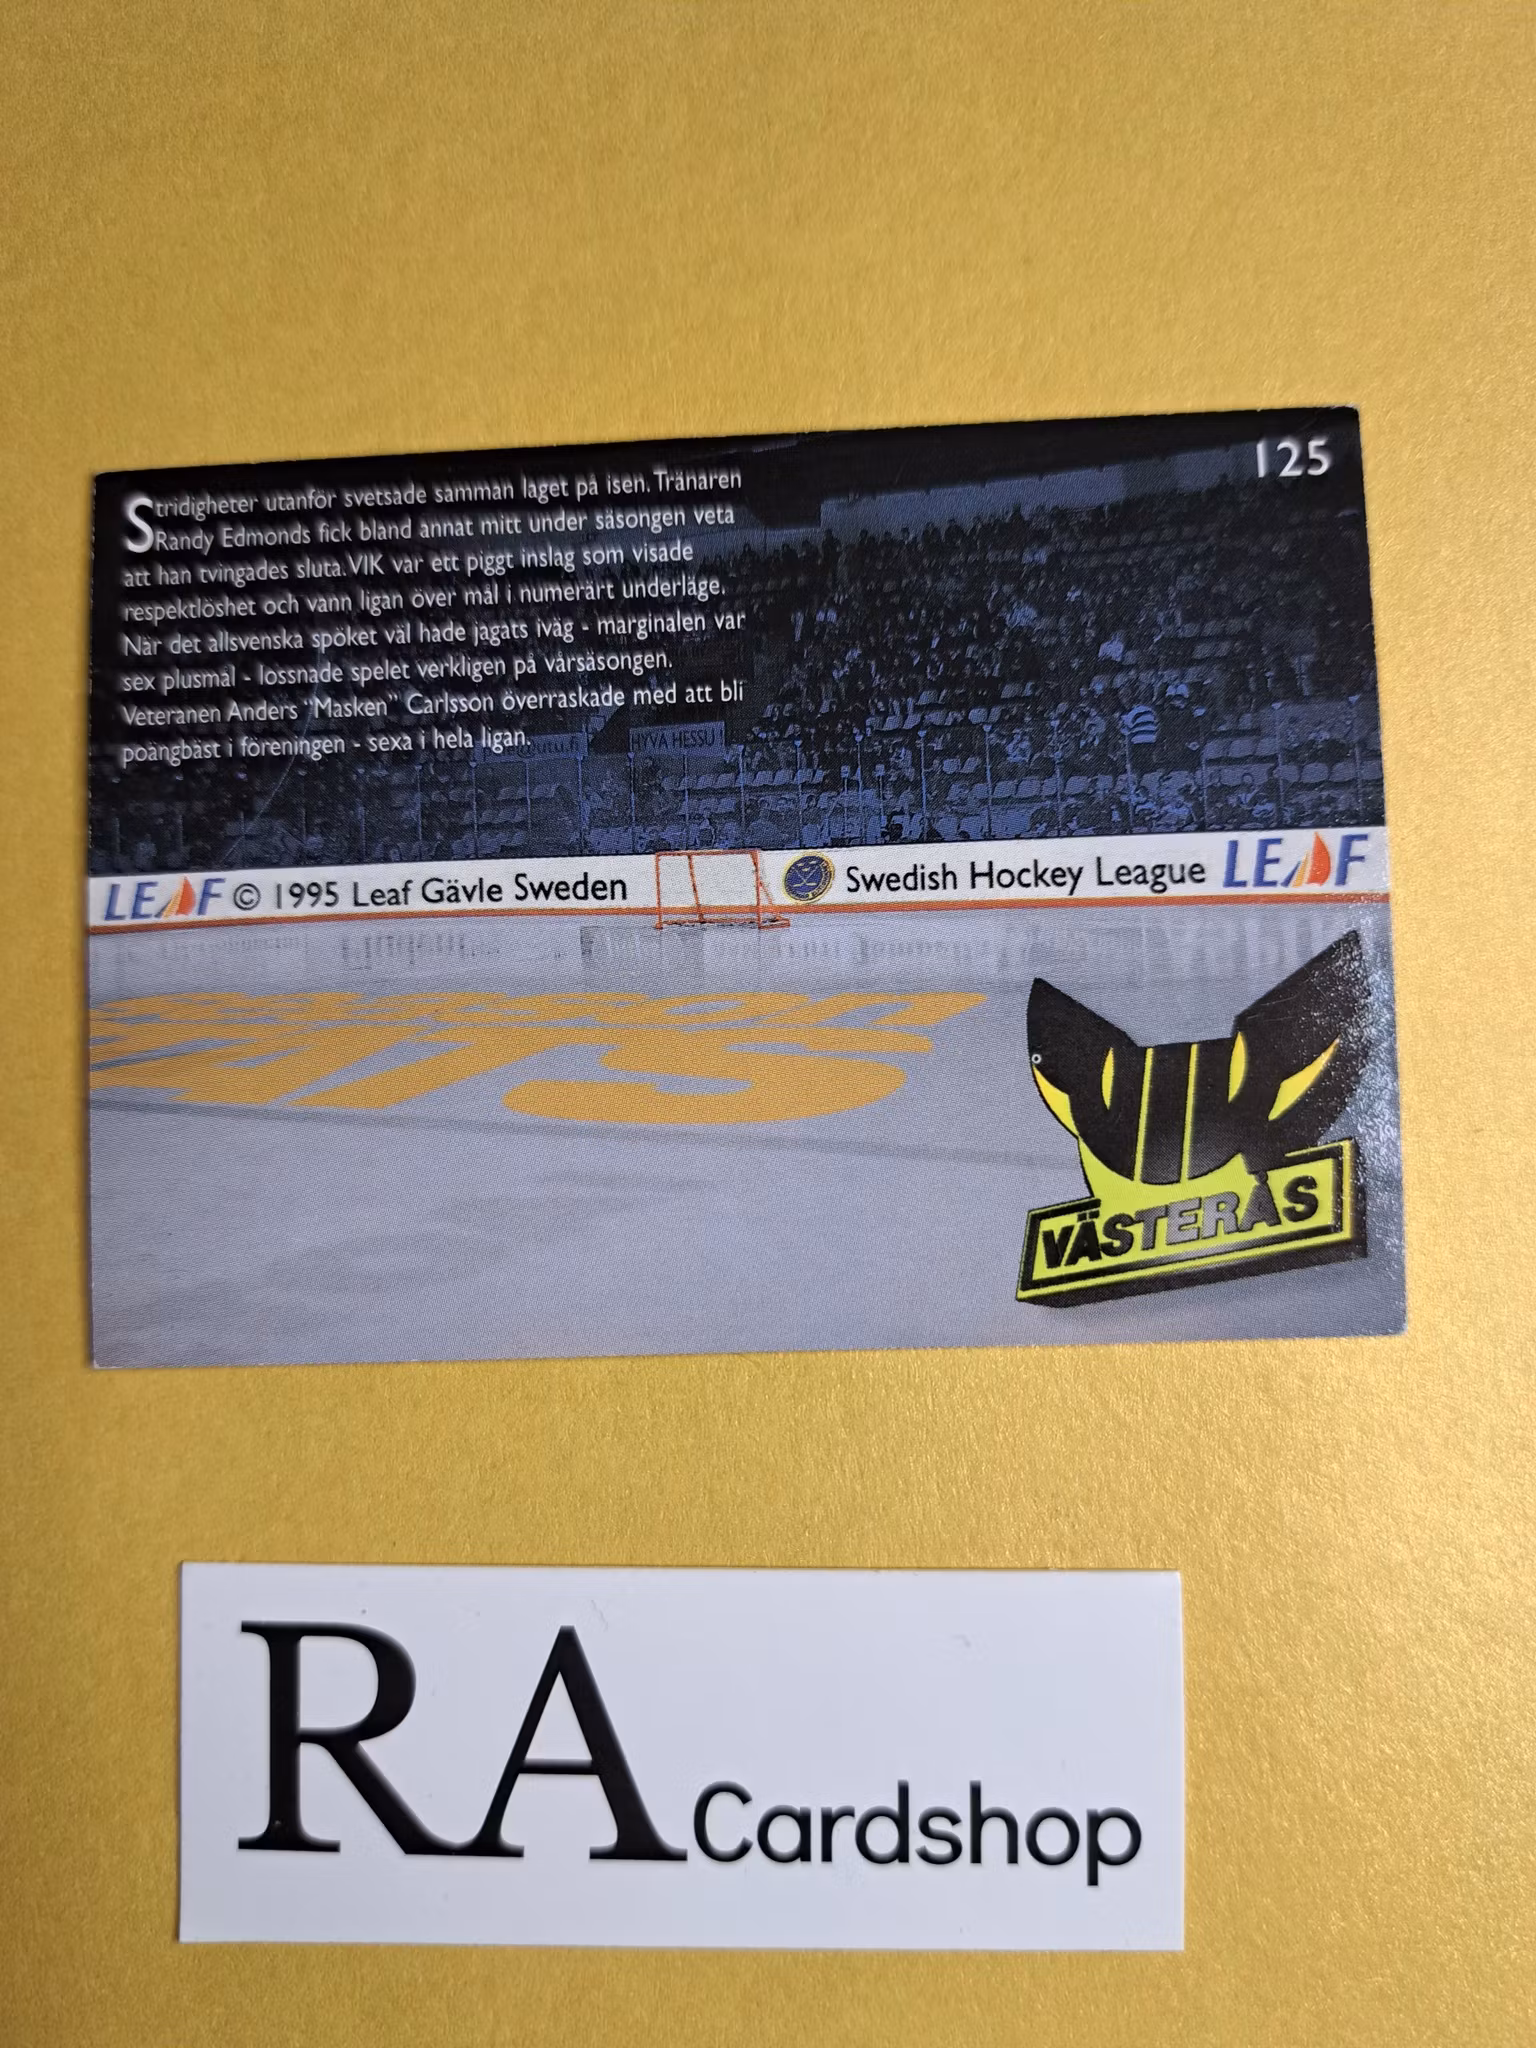 125
Stridigheter utanför svetsade samman laget på isen. Tränaren
Randy Edmonds fick bland annat mitt under säsongen veta
att han tvingades sluta. VIK var ett piggt inslag som visade
respektlöshet och vann ligan över mål i numerärt underläge.
När det allsvenska spöket väl hade jagats iväg - marginalen var
sex plusmål - lossnade spelet verkligen på vårsäsongen.
Veteranen Anders "Masken" Carlsson överraskade med att bli
poängbäst i föreningen - sexa i hela ligan.
HYVÄ HESSU!
LEAF © 1995 Leaf Gävle Sweden Swedish Hockey League LEAF
VIK
VÄSTERÅS
RA Cardshop